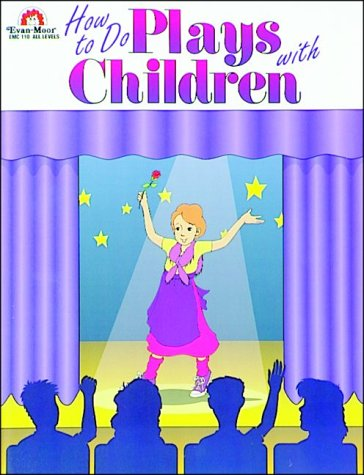 Evan-Moor
EMC 110 ALL LEVELS
How
to Do
Plays
with
Children